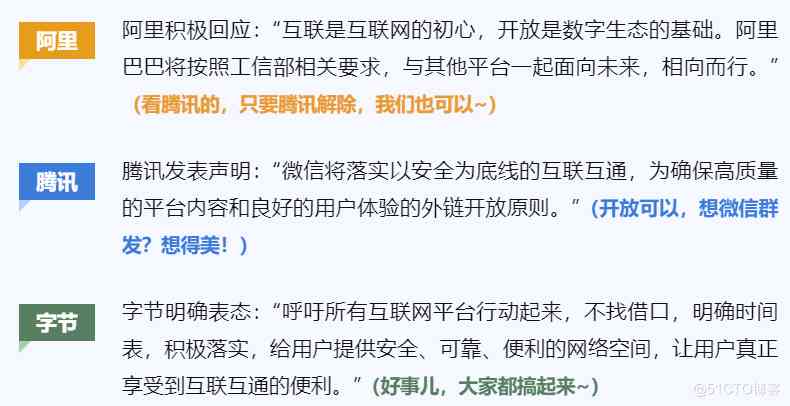 阿里
阿里积极回应：“互联是互联网的初心，开放是数字生态的基础。阿里
巴巴将按照工信部相关要求，与其他平台一起面向未来，相向而行。”
（看腾讯的，只要腾讯解除，我们也可以~）
腾讯
腾讯发表声明：“微信将落实以安全为底线的互联互通，为确保高质量
的平台内容和良好的用户体验的外链开放原则。”（开放可以，想微信群
发？想得美！）
字节
字节明确表态：“呼吁所有互联网平台行动起来，不找借口，明确时间
表，积极落实，给用户提供安全、可靠、便利的网络空间，让用户真正
享受到互联互通的便利。”（好事儿，大家都搞起来~）
@51CTO博客